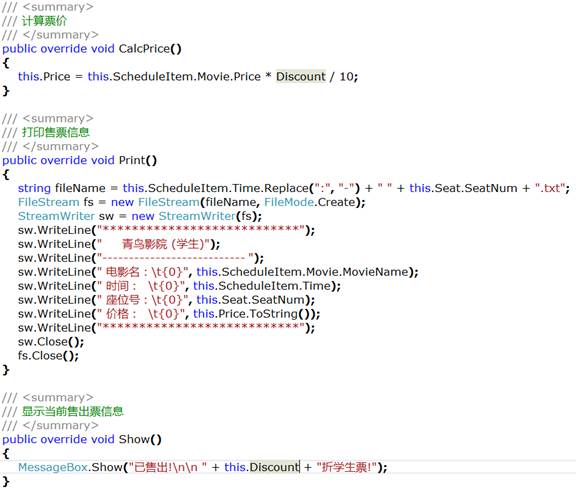 /// <summary>
/// 计算票价
/// </summary>
public override void CalcPrice()
{
    this.Price = this.ScheduleItem.Movie.Price * Discount / 10;
}

/// <summary>
/// 打印售票信息
/// </summary>
public override void Print()
{
    string fileName = this.ScheduleItem.Time.Replace(":", "-") + " " + this.Seat.SeatNum + ".txt";
    FileStream fs = new FileStream(fileName, FileMode.Create);
    StreamWriter sw = new StreamWriter(fs);
    sw.WriteLine("***************************");
    sw.WriteLine("      青鸟影院 (学生)");
    sw.WriteLine("-------------------------- ");
    sw.WriteLine(" 电影名：\t{0}", this.ScheduleItem.Movie.MovieName);
    sw.WriteLine(" 时间：  \t{0}", this.ScheduleItem.Time);
    sw.WriteLine(" 座位号：\t{0}", this.Seat.SeatNum);
    sw.WriteLine(" 价格：  \t{0}", this.Price.ToString());
    sw.WriteLine("***************************");
    sw.Close();
    fs.Close();
}

/// <summary>
/// 显示当前售出票信息
/// </summary>
public override void Show()
{
    MessageBox.Show("已售出!\n\n " + this.Discount + "折学生票!");
}